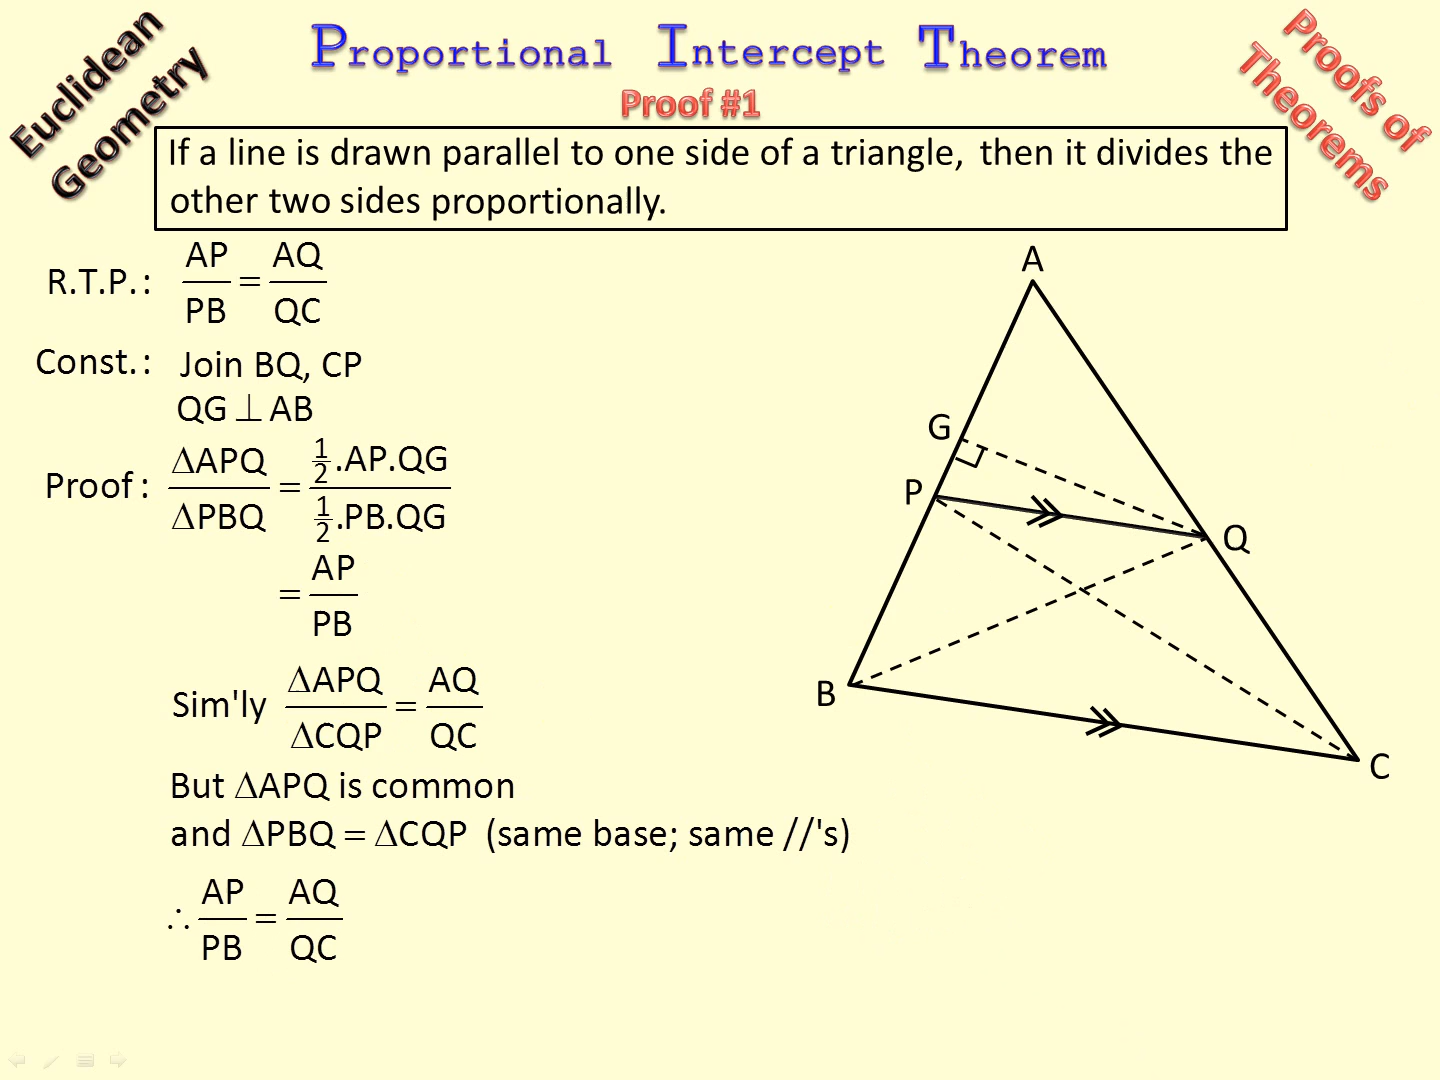 Euclidean
Geometry
Proportional Intercept Theorem
Proof #1
Proofs of
Theorems
If a line is drawn parallel to one side of a triangle, then it divides the
other two sides proportionally.
R.T.P. : AP/PB = AQ/QC
Const. : Join BQ, CP
QG ⊥ AB
Proof : ΔAPQ/ΔPBQ = ½.AP.QG/½.PB.QG
= AP/PB
Sim'ly ΔAPQ/ΔCQP = AQ/QC
But ΔAPQ is common
and ΔPBQ = ΔCQP (same base; same //'s)
∴ AP/PB = AQ/QC
A
G
P
Q
B
C